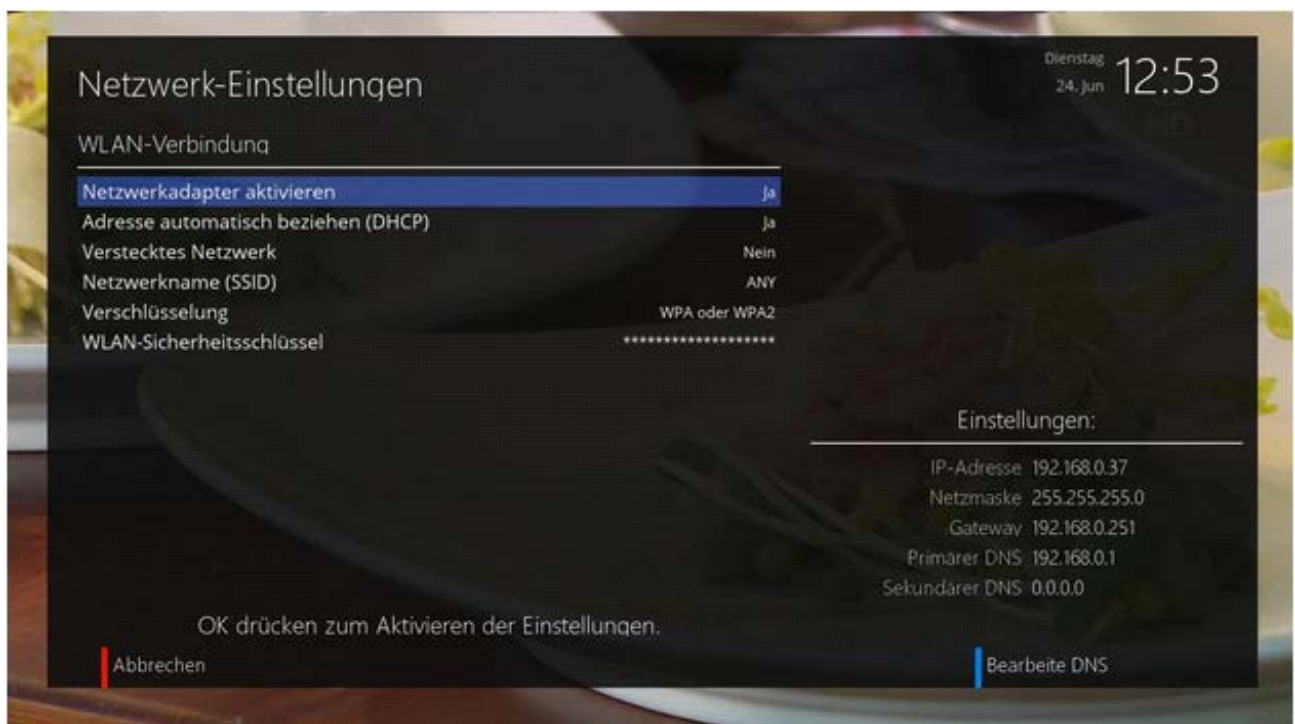 Netzwerk-Einstellungen
Dienstag
24. Jun
12:53
WLAN-Verbindung
Netzwerkadapter aktivieren Ja
Adresse automatisch beziehen (DHCP) Ja
Verstecktes Netzwerk Nein
Netzwerkname (SSID) ANY
Verschlüsselung WPA oder WPA2
WLAN-Sicherheitsschlüssel *******************
Einstellungen:
IP-Adresse 192.168.0.37
Netzmaske 255.255.255.0
Gateway 192.168.0.251
Primärer DNS 192.168.0.1
Sekundärer DNS 0.0.0.0
OK drücken zum Aktivieren der Einstellungen.
Abbrechen
Bearbeite DNS